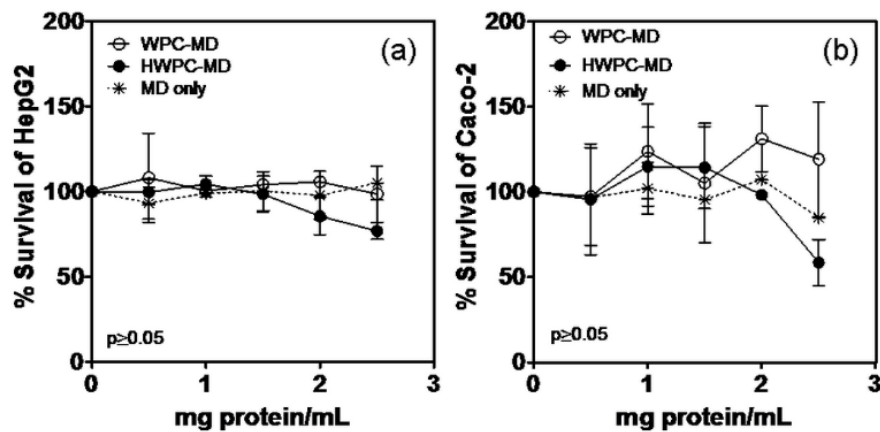 (a)
WPC-MD
HWPC-MD
MD only
200
150
100
50
0
% Survival of HepG2
p≥0.05
0 1 2 3
mg protein/mL
(b)
WPC-MD
HWPC-MD
MD only
200
150
100
50
0
% Survival of Caco-2
p≥0.05
0 1 2 3
mg protein/mL